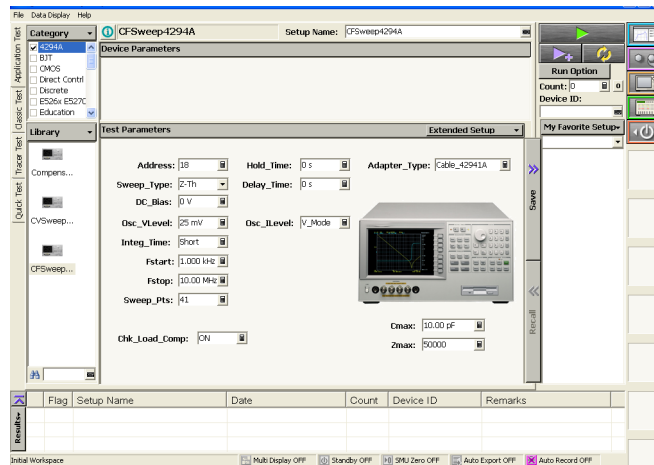 File Data Display Help
Category
CFSweep4294A
Setup Name: CFSweep4294A
4294A
BJT
CMOS
Direct Contrl
Discrete
E526x E527C
Education
Device Parameters
Run Option
Count: 0 0
Device ID:
My Favorite Setup
Library
Compens...
CVSweep...
CFSweep...
Application Test
Classic Test
Tracer Test
Quick Test
Test Parameters
Extended Setup
Address: 18
Hold_Time: 0 s
Adapter_Type: Cable_42941A
Sweep_Type: Z-Th
Delay_Time: 0 s
DC_Bias: 0 V
Osc_VLevel: 25 mV
Osc_ILevel: V_Mode
Integ_Time: Short
Fstart: 1.000 kHz
Fstop: 10.00 MHz
Sweep_Pts: 41
Cmax: 10.00 pF
Chk_Load_Comp: ON
Zmax: 50000
Save
Recall
Flag Setup Name Date Count Device ID Remarks
Results
Initial Workspace
Multi Display OFF Standby OFF SMU Zero OFF Auto Export OFF Auto Record OFF